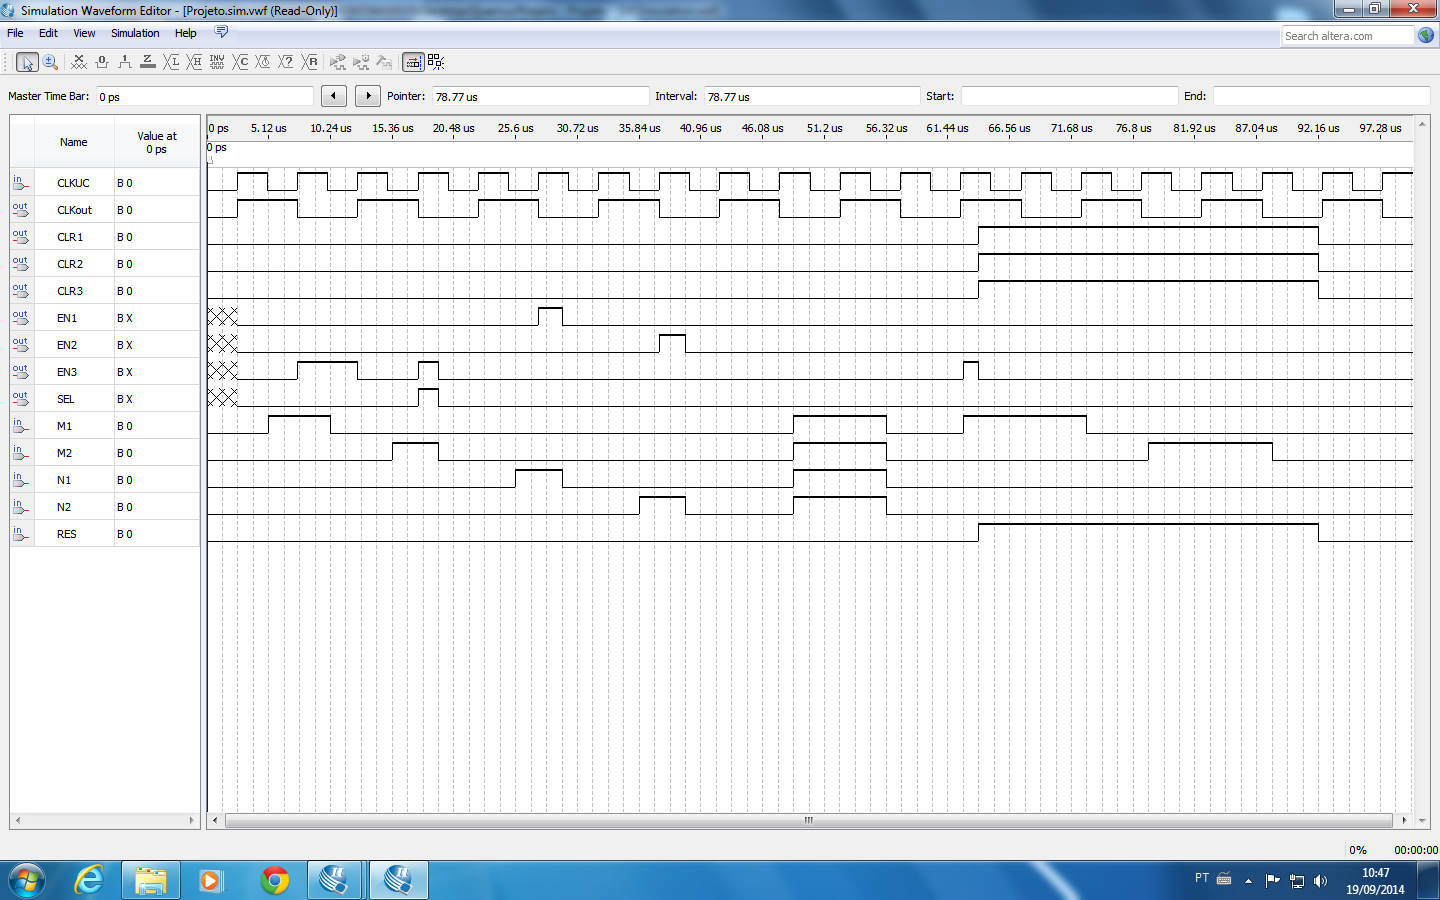 Simulation Waveform Editor - [Projeto.sim.vwf (Read-Only)]
File Edit View Simulation Help
Search altera.com
Master Time Bar: 0 ps Pointer: 78.77 us Interval: 78.77 us Start: End:
Name Value at 0 ps
0 ps 5.12 us 10.24 us 15.36 us 20.48 us 25.6 us 30.72 us 35.84 us 40.96 us 46.08 us 51.2 us 56.32 us 61.44 us 66.56 us 71.68 us 76.8 us 81.92 us 87.04 us 92.16 us 97.28 us
0 ps
in CLKUC B 0
out CLKout B 0
out CLR1 B 0
out CLR2 B 0
out CLR3 B 0
out EN1 B X
out EN2 B X
out EN3 B X
out SEL B X
in M1 B 0
in M2 B 0
in N1 B 0
in N2 B 0
in RES B 0
0% 00:00:00
PT 10:47
19/09/2014